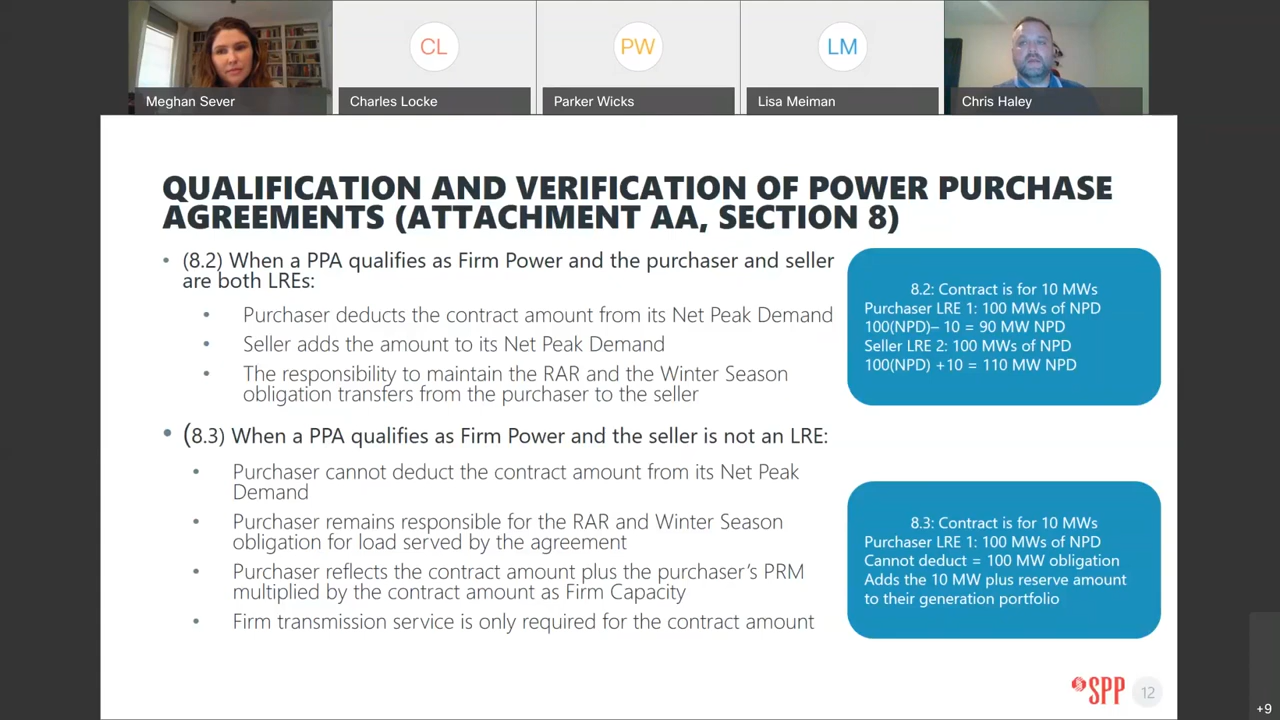 CL
PW
LM
Meghan Sever
Charles Locke
Parker Wicks
Lisa Meiman
Chris Haley
QUALIFICATION AND VERIFICATION OF POWER PURCHASE
AGREEMENTS (ATTACHMENT AA, SECTION 8)
• (8.2) When a PPA qualifies as Firm Power and the purchaser and seller
are both LREs:
• Purchaser deducts the contract amount from its Net Peak Demand
• Seller adds the amount to its Net Peak Demand
• The responsibility to maintain the RAR and the Winter Season
obligation transfers from the purchaser to the seller
8.2: Contract is for 10 MWs
Purchaser LRE 1: 100 MWs of NPD
100(NPD)– 10 = 90 MW NPD
Seller LRE 2: 100 MWs of NPD
100(NPD) +10 = 110 MW NPD
• (8.3) When a PPA qualifies as Firm Power and the seller is not an LRE:
• Purchaser cannot deduct the contract amount from its Net Peak
Demand
• Purchaser remains responsible for the RAR and Winter Season
obligation for load served by the agreement
• Purchaser reflects the contract amount plus the purchaser's PRM
multiplied by the contract amount as Firm Capacity
• Firm transmission service is only required for the contract amount
8.3: Contract is for 10 MWs
Purchaser LRE 1: 100 MWs of NPD
Cannot deduct = 100 MW obligation
Adds the 10 MW plus reserve amount
to their generation portfolio
SPP
12
+9